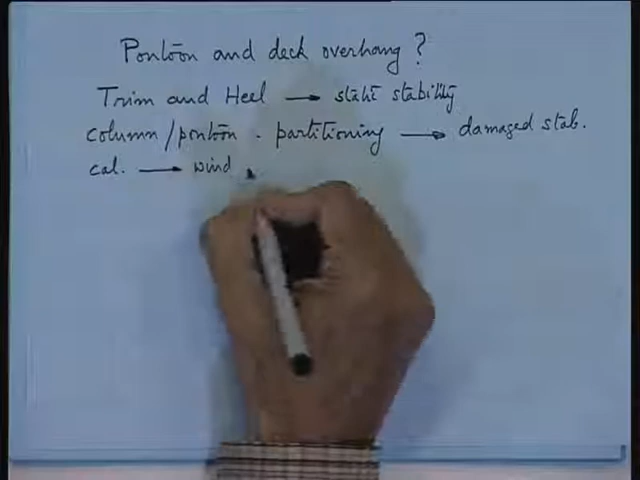 Pontoon and deck overhang ?
Trim and Heel → static stability
column/pontoon . partitioning → damaged stab.
cal. → wind